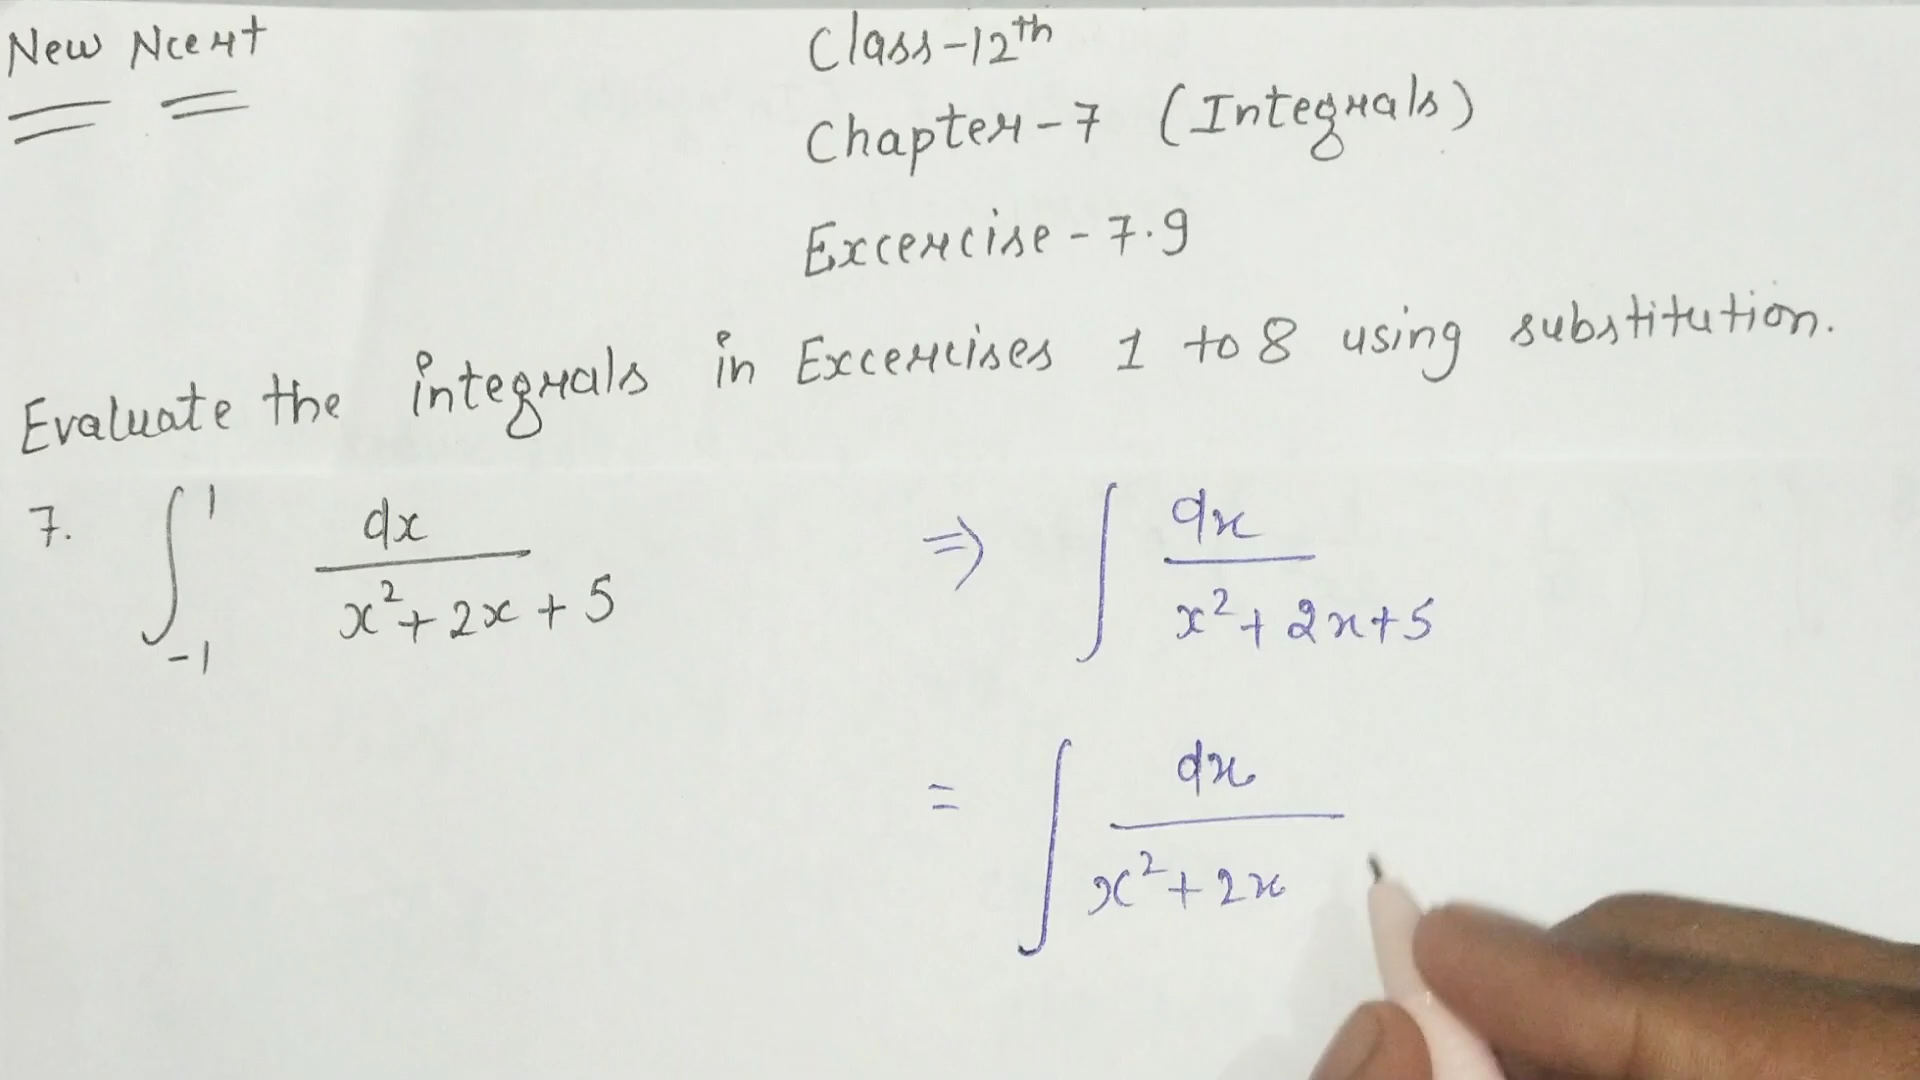 New Ncert
Class-12th
Chapter-7 (Integrals)
Excercise-7.9
Evaluate the integrals in Excercises 1 to 8 using substitution.
7. ∫₋₁¹ dx / (x² + 2x + 5) ⇒ ∫ dx / (x² + 2x + 5)
= ∫ dx / (x² + 2x